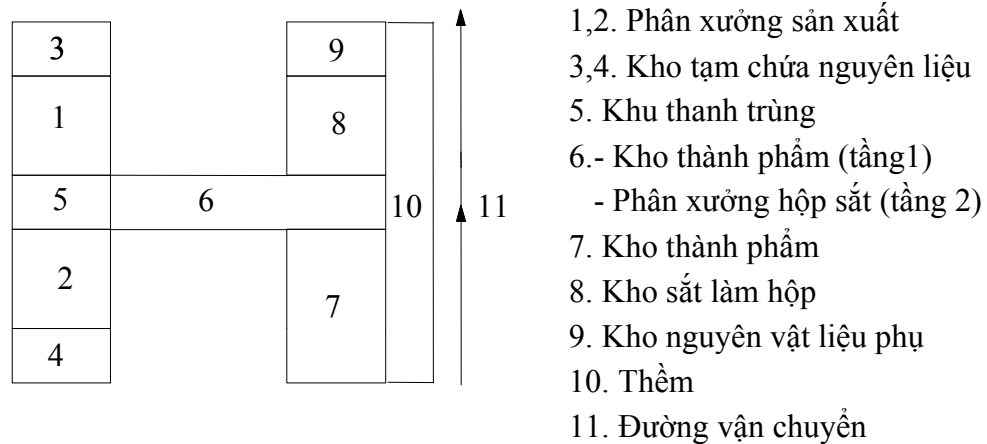 3
9
1
8
5
6
10
11
2
7
4
1,2. Phân xưởng sản xuất
3,4. Kho tạm chứa nguyên liệu
5. Khu thanh trùng
6.- Kho thành phẩm (tầng1)
- Phân xưởng hộp sắt (tầng 2)
7. Kho thành phẩm
8. Kho sắt làm hộp
9. Kho nguyên vật liệu phụ
10. Thềm
11. Đường vận chuyển